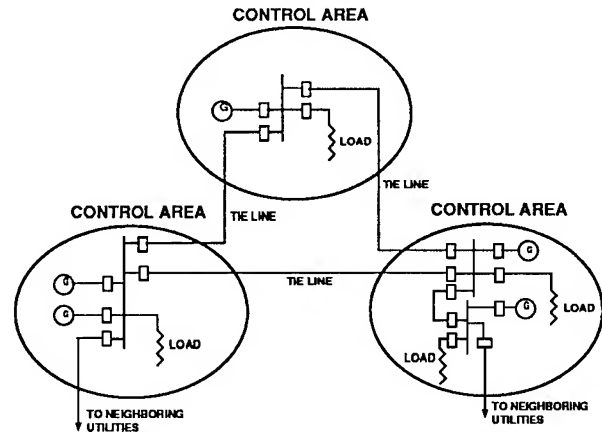 CONTROL AREA
G
LOAD
TIE LINE
TIE LINE
CONTROL AREA
CONTROL AREA
G
G
LOAD
TIE LINE
G
LOAD
G
LOAD
TO NEIGHBORING
UTILITIES
TO NEIGHBORING
UTILITIES